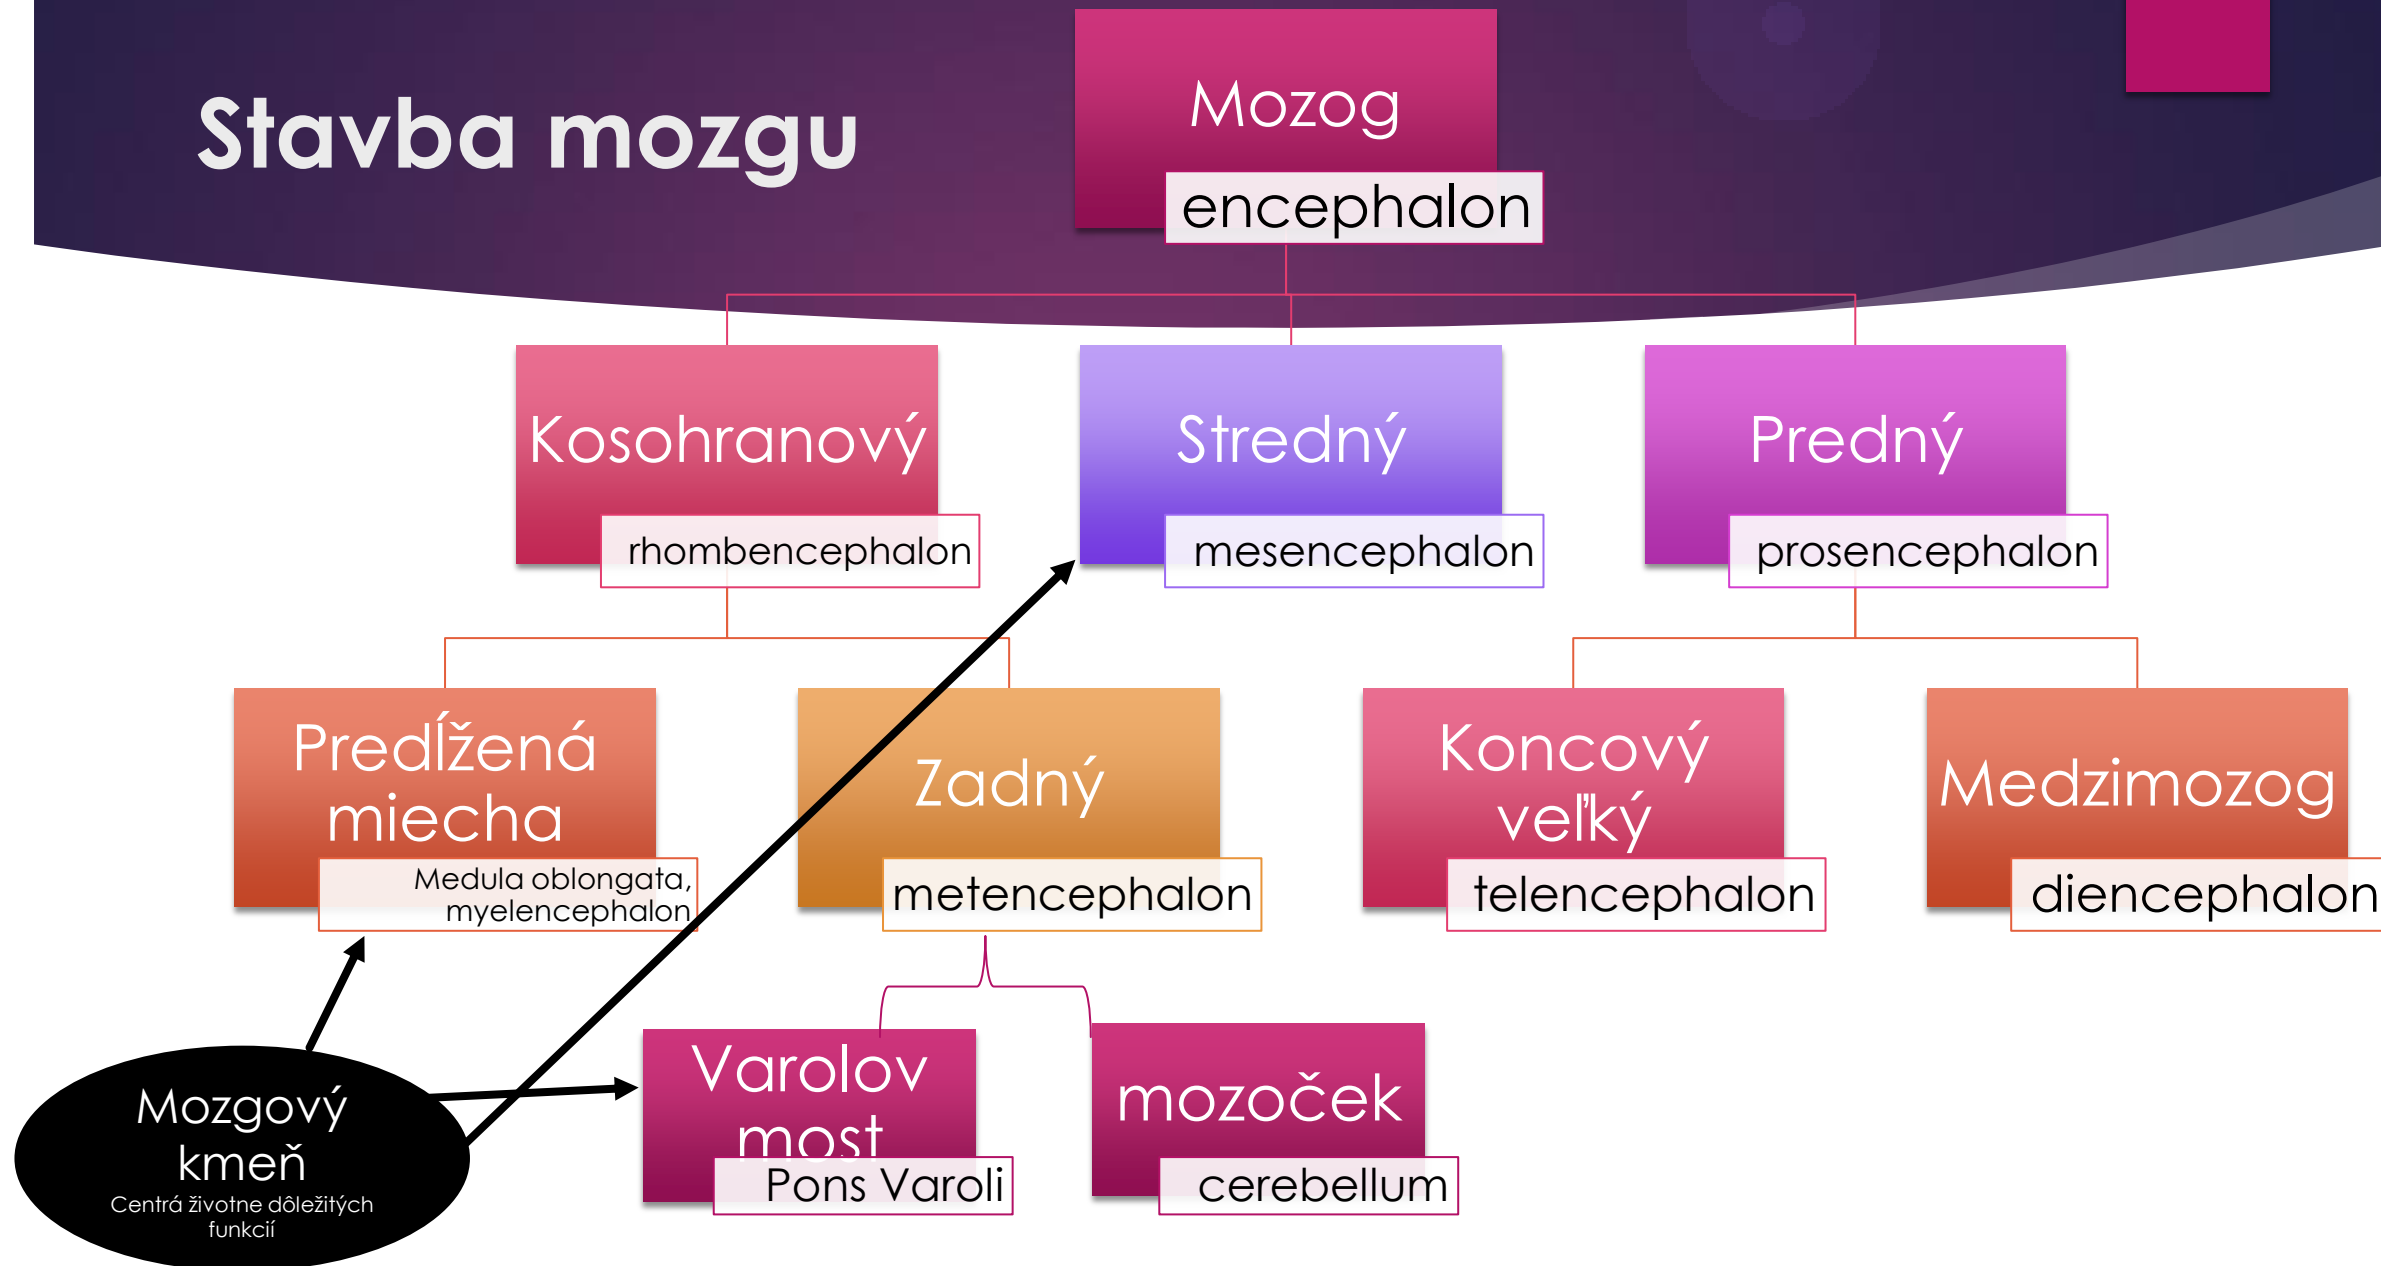 Stavba mozgu
Mozog
encephalon
Kosohranový
rhombencephalon
Stredný
mesencephalon
Predný
prosencephalon
Predĺžená
miecha
Medula oblongata,
myelencephalon
Zadný
metencephalon
Koncový
veľký
telencephalon
Medzimozog
diencephalon
Varolov
most
Pons Varoli
mozoček
cerebellum
Mozgový
kmeň
Centrá životne dôležitých
funkcií